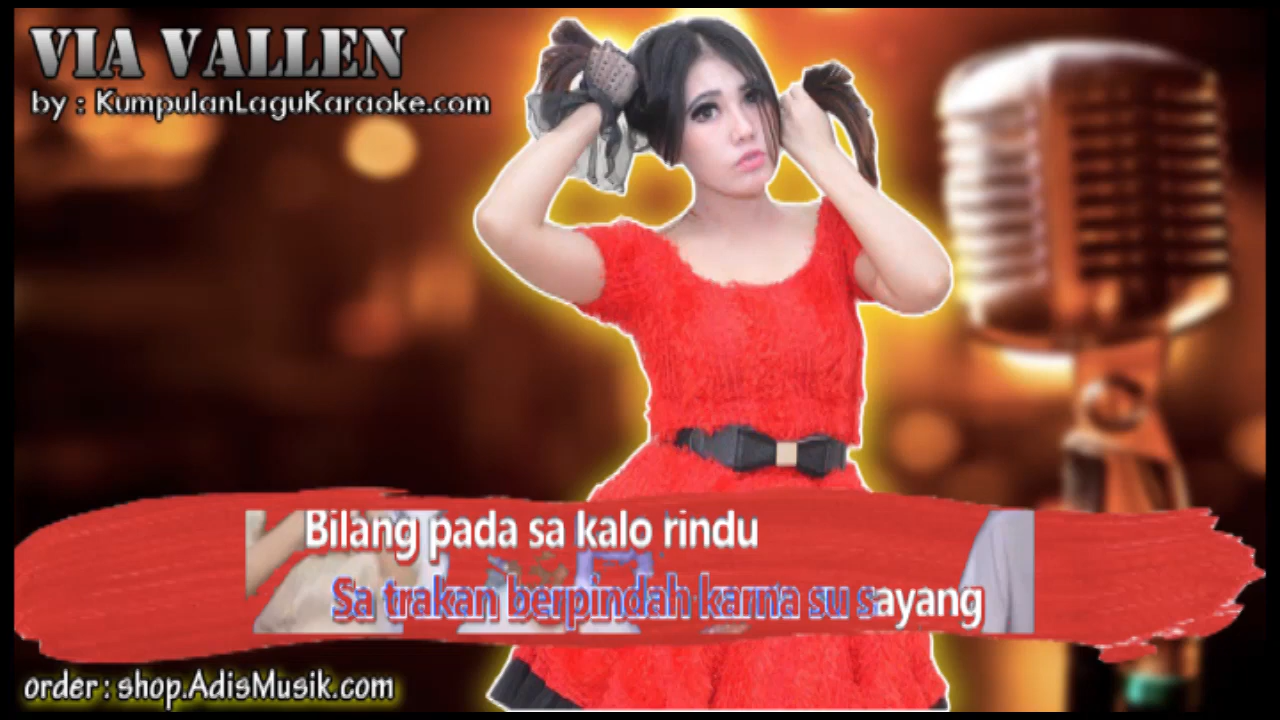 VIA VALLEN
by : KumpulanLaguKaraoke.com
Bilang pada sa kalo rindu
Sa trakan berpindah karna su sayang
order : shop.AdisMusik.com